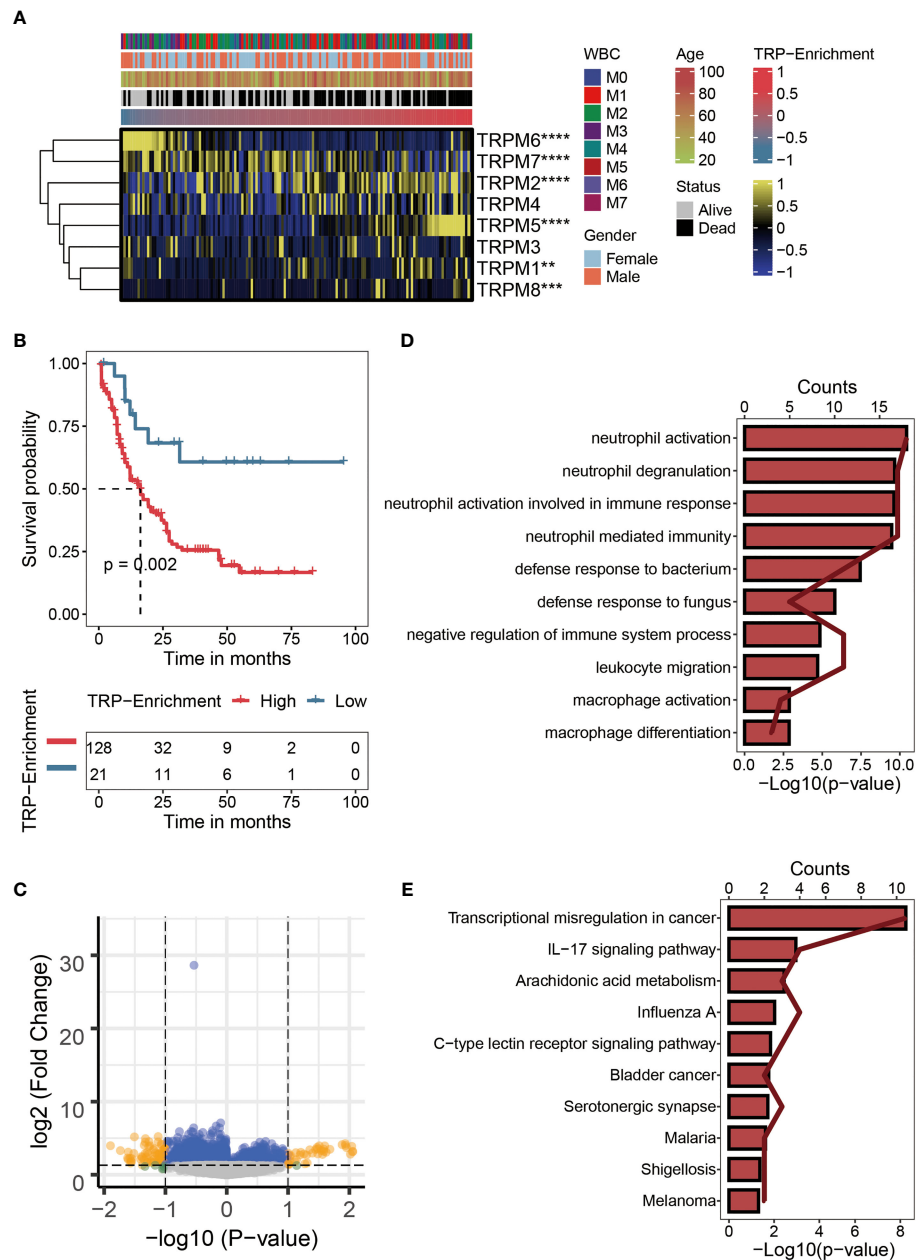 A
WBC
M0
M1
M2
M3
M4
M5
M6
M7
Gender
Female
Male
Age
100
80
60
40
20
Status
Alive
Dead
TRP−Enrichment
1
0.5
0
−0.5
−1
1
0.5
0
−0.5
−1
TRPM6****
TRPM7****
TRPM2****
TRPM4
TRPM5****
TRPM3
TRPM1**
TRPM8***
B
Survival probability
1.00
0.75
0.50
0.25
0.00
p = 0.002
0 25 50 75 100
Time in months
TRP−Enrichment High Low
TRP−Enrichment
128 32 9 2 0
21 11 6 1 0
0 25 50 75 100
Time in months
C
log2 (Fold Change)
30
20
10
0
−2 −1 0 1 2
−log10 (P−value)
D
Counts
0 5 10 15
neutrophil activation
neutrophil degranulation
neutrophil activation involved in immune response
neutrophil mediated immunity
defense response to bacterium
defense response to fungus
negative regulation of immune system process
leukocyte migration
macrophage activation
macrophage differentiation
0.0 2.5 5.0 7.5 10.0
−Log10(p−value)
E
Counts
0 2 4 6 8 10
Transcriptional misregulation in cancer
IL−17 signaling pathway
Arachidonic acid metabolism
Influenza A
C−type lectin receptor signaling pathway
Bladder cancer
Serotonergic synapse
Malaria
Shigellosis
Melanoma
0 2 4 6 8
−Log10(p−value)